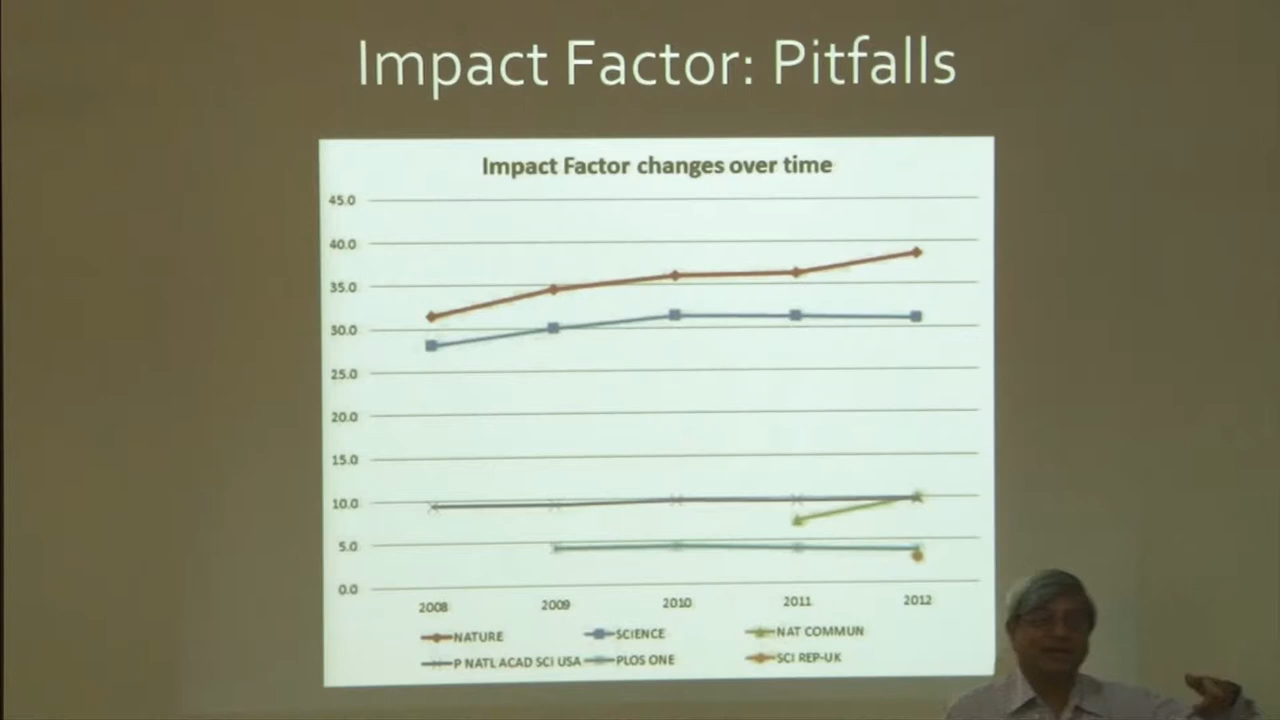 Impact Factor: Pitfalls
Impact Factor changes over time
45.0
40.0
35.0
30.0
25.0
20.0
15.0
10.0
5.0
0.0
2008 2009 2010 2011 2012
NATURE SCIENCE NAT COMMUN
P NATL ACAD SCI USA PLOS ONE SCI REP-UK